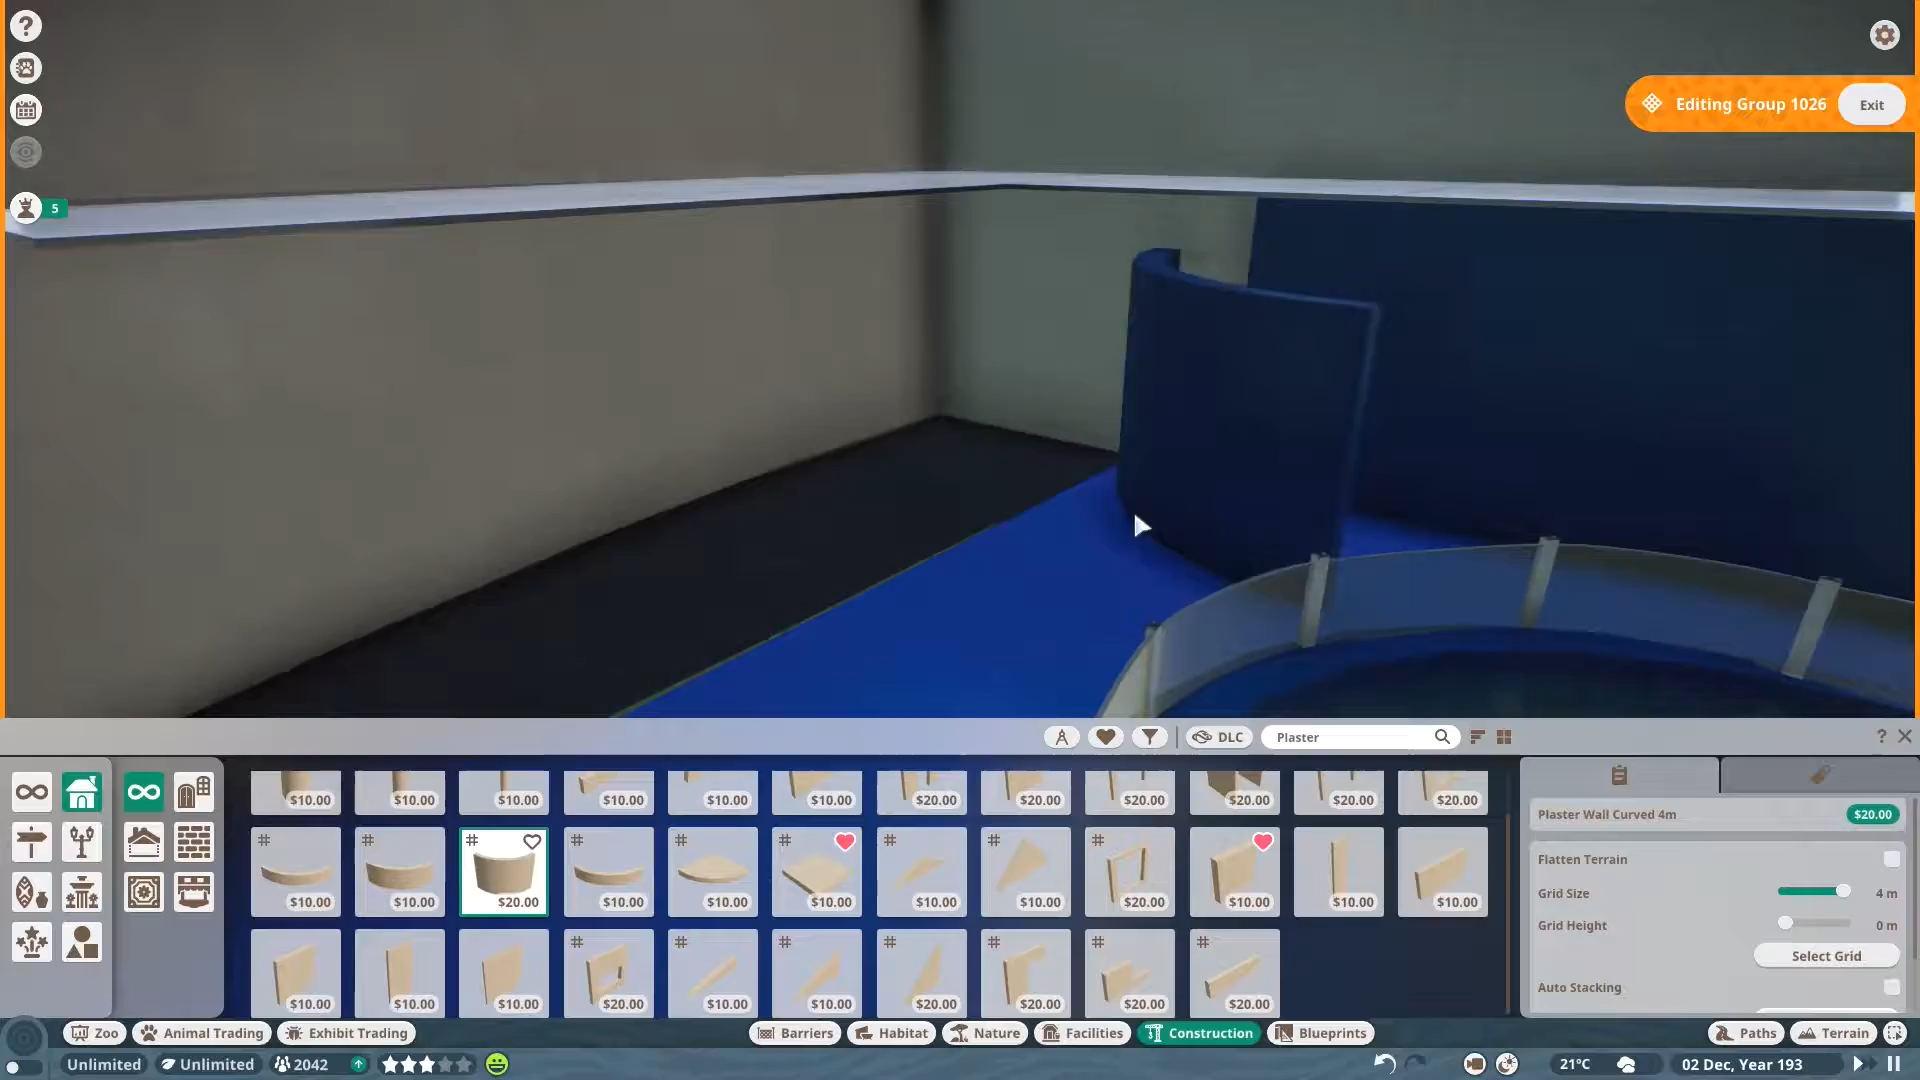 ?
5
Editing Group 1026
Exit
DLC
Plaster
?
$10.00 $10.00 $10.00 $10.00 $10.00 $10.00 $20.00 $20.00 $20.00 $20.00 $20.00 $20.00
$10.00 $10.00 $20.00 $10.00 $10.00 $10.00 $10.00 $10.00 $20.00 $10.00 $10.00 $10.00
$10.00 $10.00 $10.00 $20.00 $10.00 $10.00 $20.00 $20.00 $20.00 $20.00
Plaster Wall Curved 4m
$20.00
Flatten Terrain
Grid Size 4 m
Grid Height 0 m
Select Grid
Auto Stacking
Zoo Animal Trading Exhibit Trading Barriers Habitat Nature Facilities Construction Blueprints Paths Terrain
Unlimited Unlimited 2042 21°C 02 Dec, Year 193